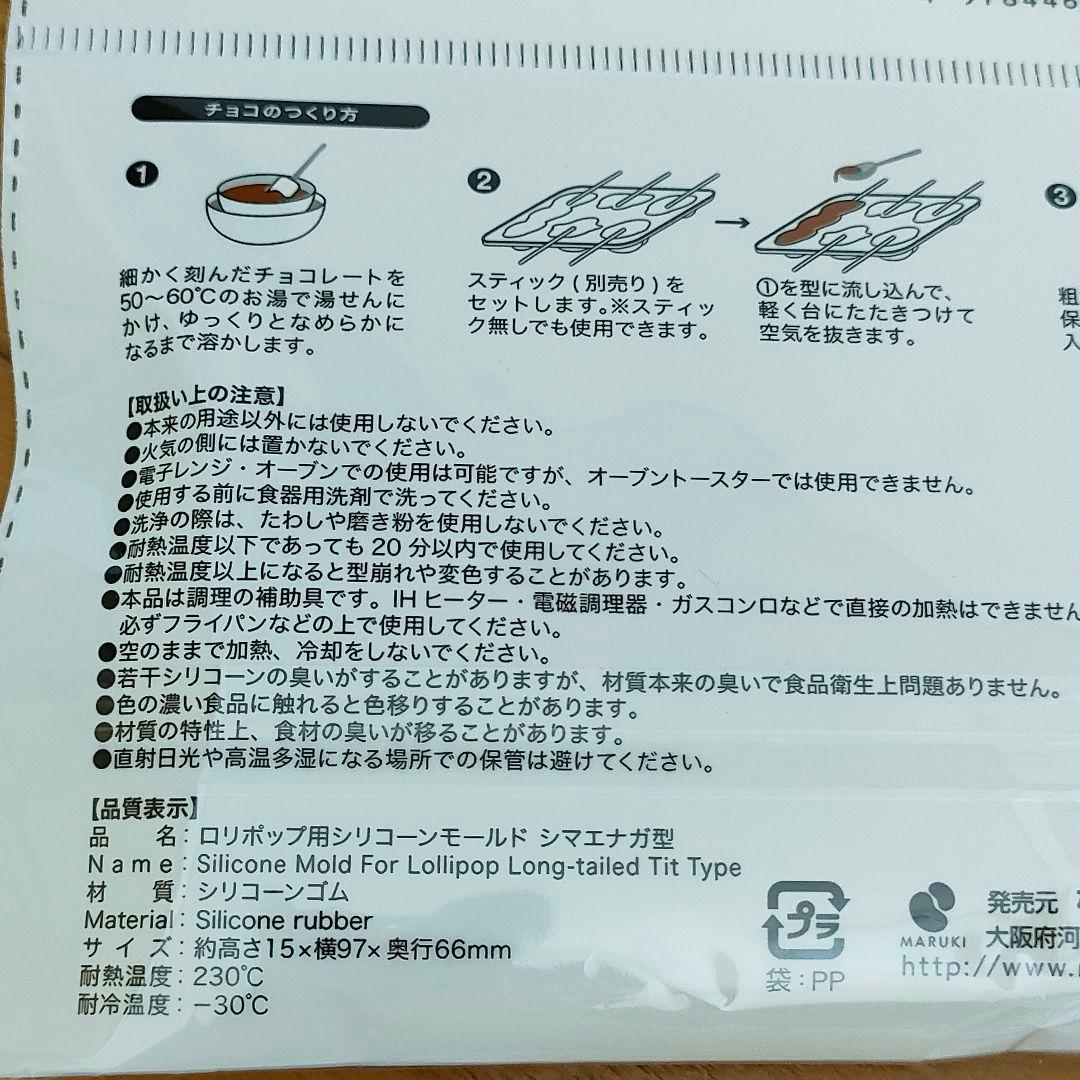 チョコのつくり方
1
細かく刻んだチョコレートを
50～60℃のお湯で湯せんに
かけ、ゆっくりとなめらかに
なるまで溶かします。
2
スティック(別売り)を
セットします。※スティッ
ク無しでも使用できます。
→
①を型に流し込んで、
軽く台にたたきつけて
空気を抜きます。
3
粗
保
入
【取扱い上の注意】
●本来の用途以外には使用しないでください。
●火気の側には置かないでください。
●電子レンジ・オーブンでの使用は可能ですが、オーブントースターでは使用できません。
●使用する前に食器用洗剤で洗ってください。
●洗浄の際は、たわしや磨き粉を使用しないでください。
●耐熱温度以下であっても20分以内で使用してください。
●耐熱温度以上になると型崩れや変色することがあります。
●本品は調理の補助具です。IHヒーター・電磁調理器・ガスコンロなどで直接の加熱はできません
必ずフライパンなどの上で使用してください。
●空のままで加熱、冷却をしないでください。
●若干シリコーンの臭いがすることがありますが、材質本来の臭いで食品衛生上問題ありません。
●色の濃い食品に触れると色移りすることがあります。
●材質の特性上、食材の臭いが移ることがあります。
●直射日光や高温多湿になる場所での保管は避けてください。
【品質表示】
品　名：ロリポップ用シリコーンモールド シマエナガ型
Name：Silicone Mold For Lollipop Long-tailed Tit Type
材　質：シリコーンゴム
Material：Silicone rubber
サイズ：約高さ15×横97×奥行66mm
耐熱温度：230℃
耐冷温度：－30℃
プラ
袋：PP
MARUKI
発売元
大阪府河
http://www.